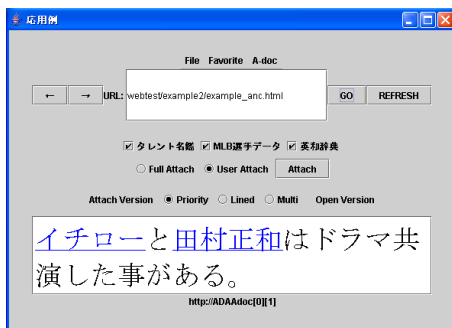 応用例
File Favorite A-doc
← → URL: webtest/example2/example_anc.html GO REFRESH
タレント名鑑 MLB選手データ 英和辞典
Full Attach User Attach Attach
Attach Version Priority Lined Multi Open Version
イチローと田村正和はドラマ共
演した事がある。
http://ADAAdoc[0][1]